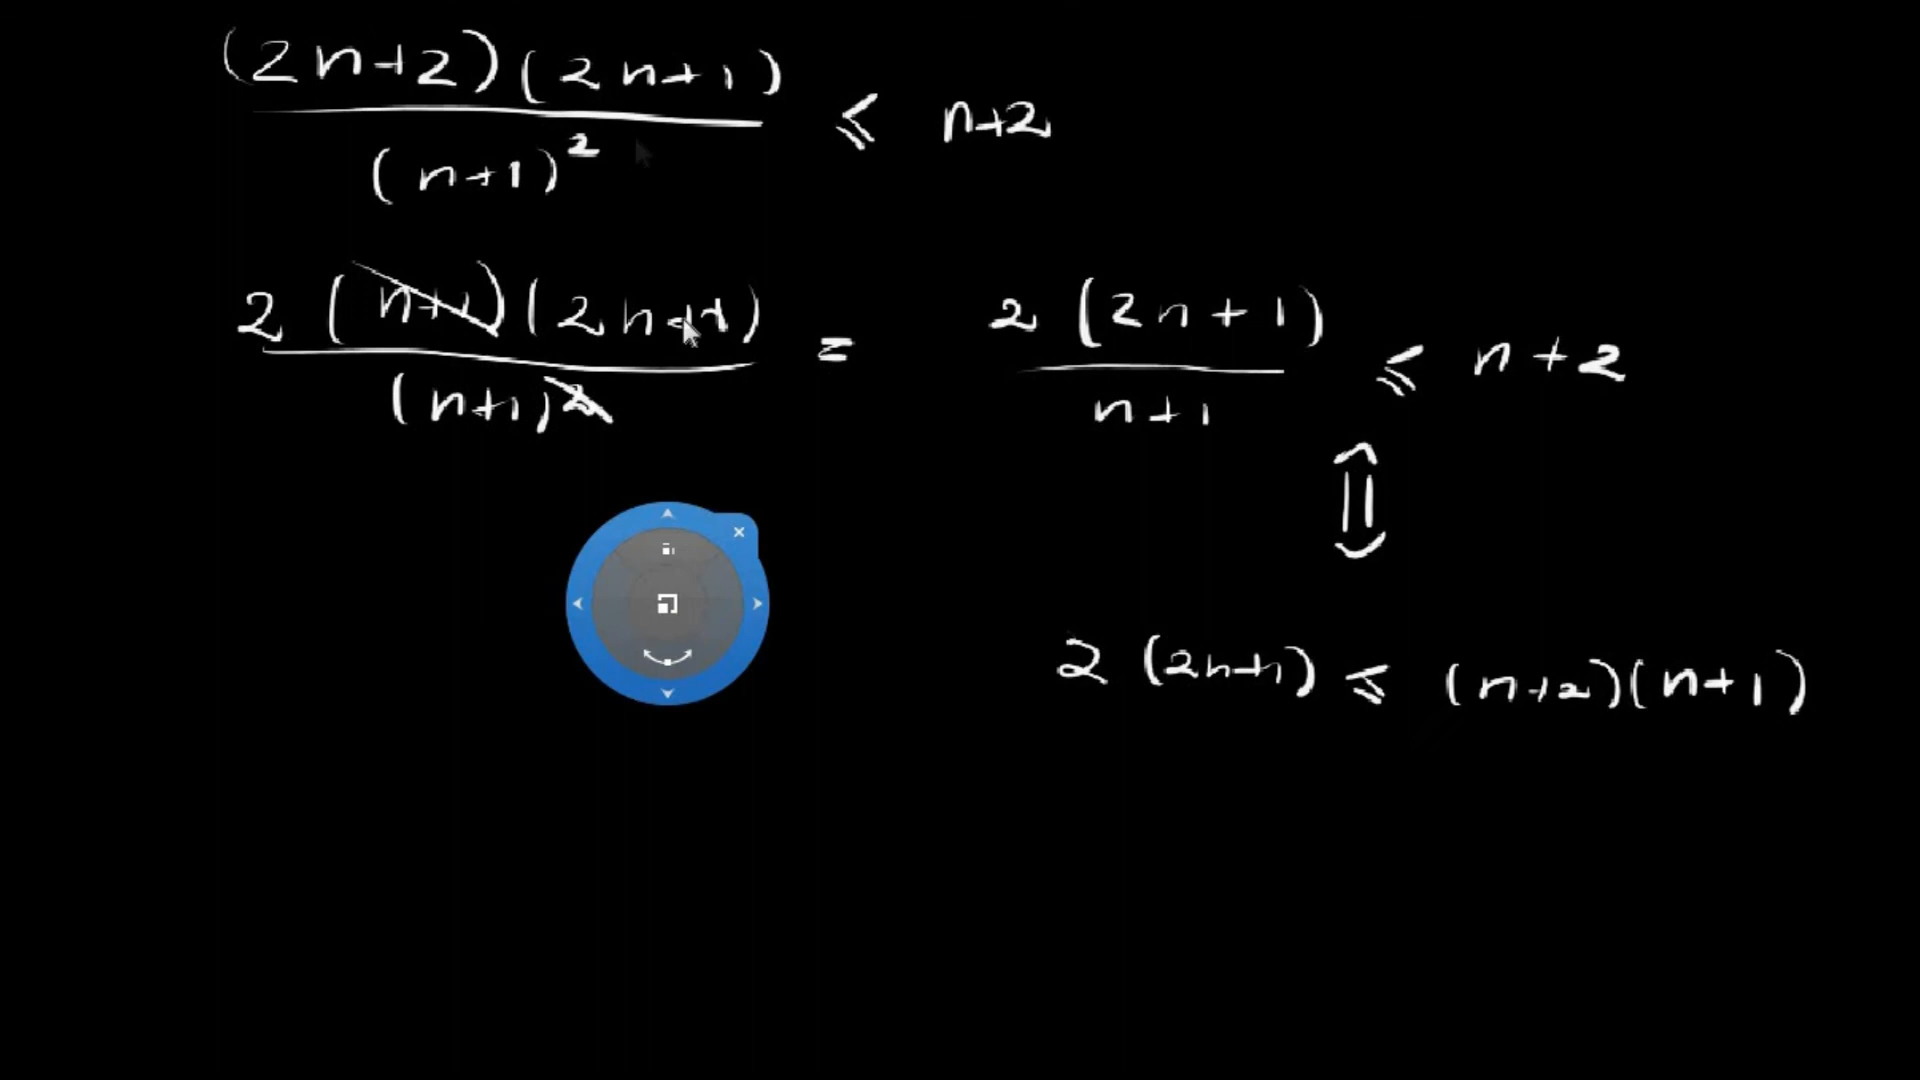 (2n+2)(2n+1) / (n+1)² ≤ n+2
2(n+1)(2n+1) / (n+1)² = 2(2n+1) / n+1 ≤ n+2
⇕
2(2n+1) ≤ (n+2)(n+1)